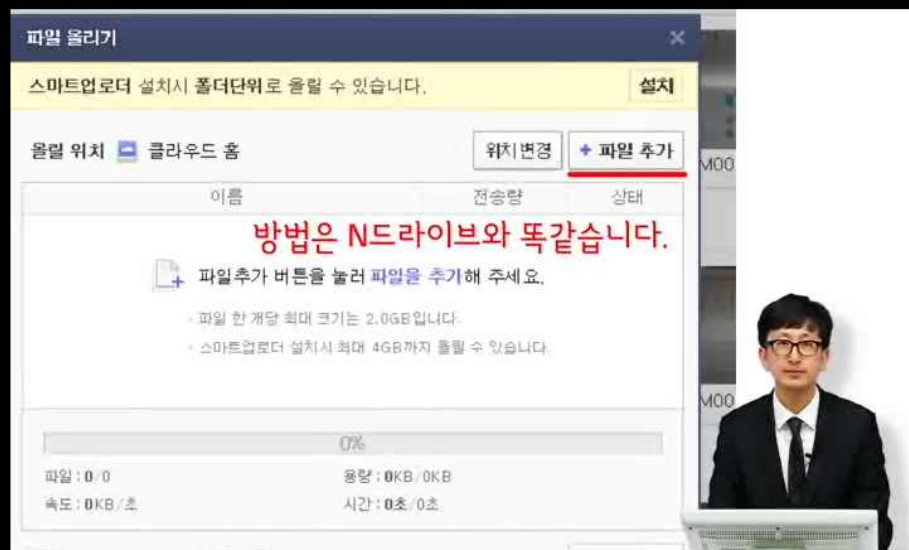 파일 올리기
스마트업로더 설치시 폴더단위로 올릴 수 있습니다. 설치
올릴 위치 클라우드 홈 위치변경 + 파일 추가
M00
이름 전송량 상태
방법은 N드라이브와 똑같습니다.
파일추가 버튼을 눌러 파일을 추가해 주세요.
· 파일 한 개당 최대 크기는 2.0GB입니다.
· 스마트업로더 설치시 최대 4GB까지 올릴 수 있습니다.
M00
0%
파일 : 0/0 용량 : 0KB/0KB
속도 : 0KB/초 시간 : 0초/0초